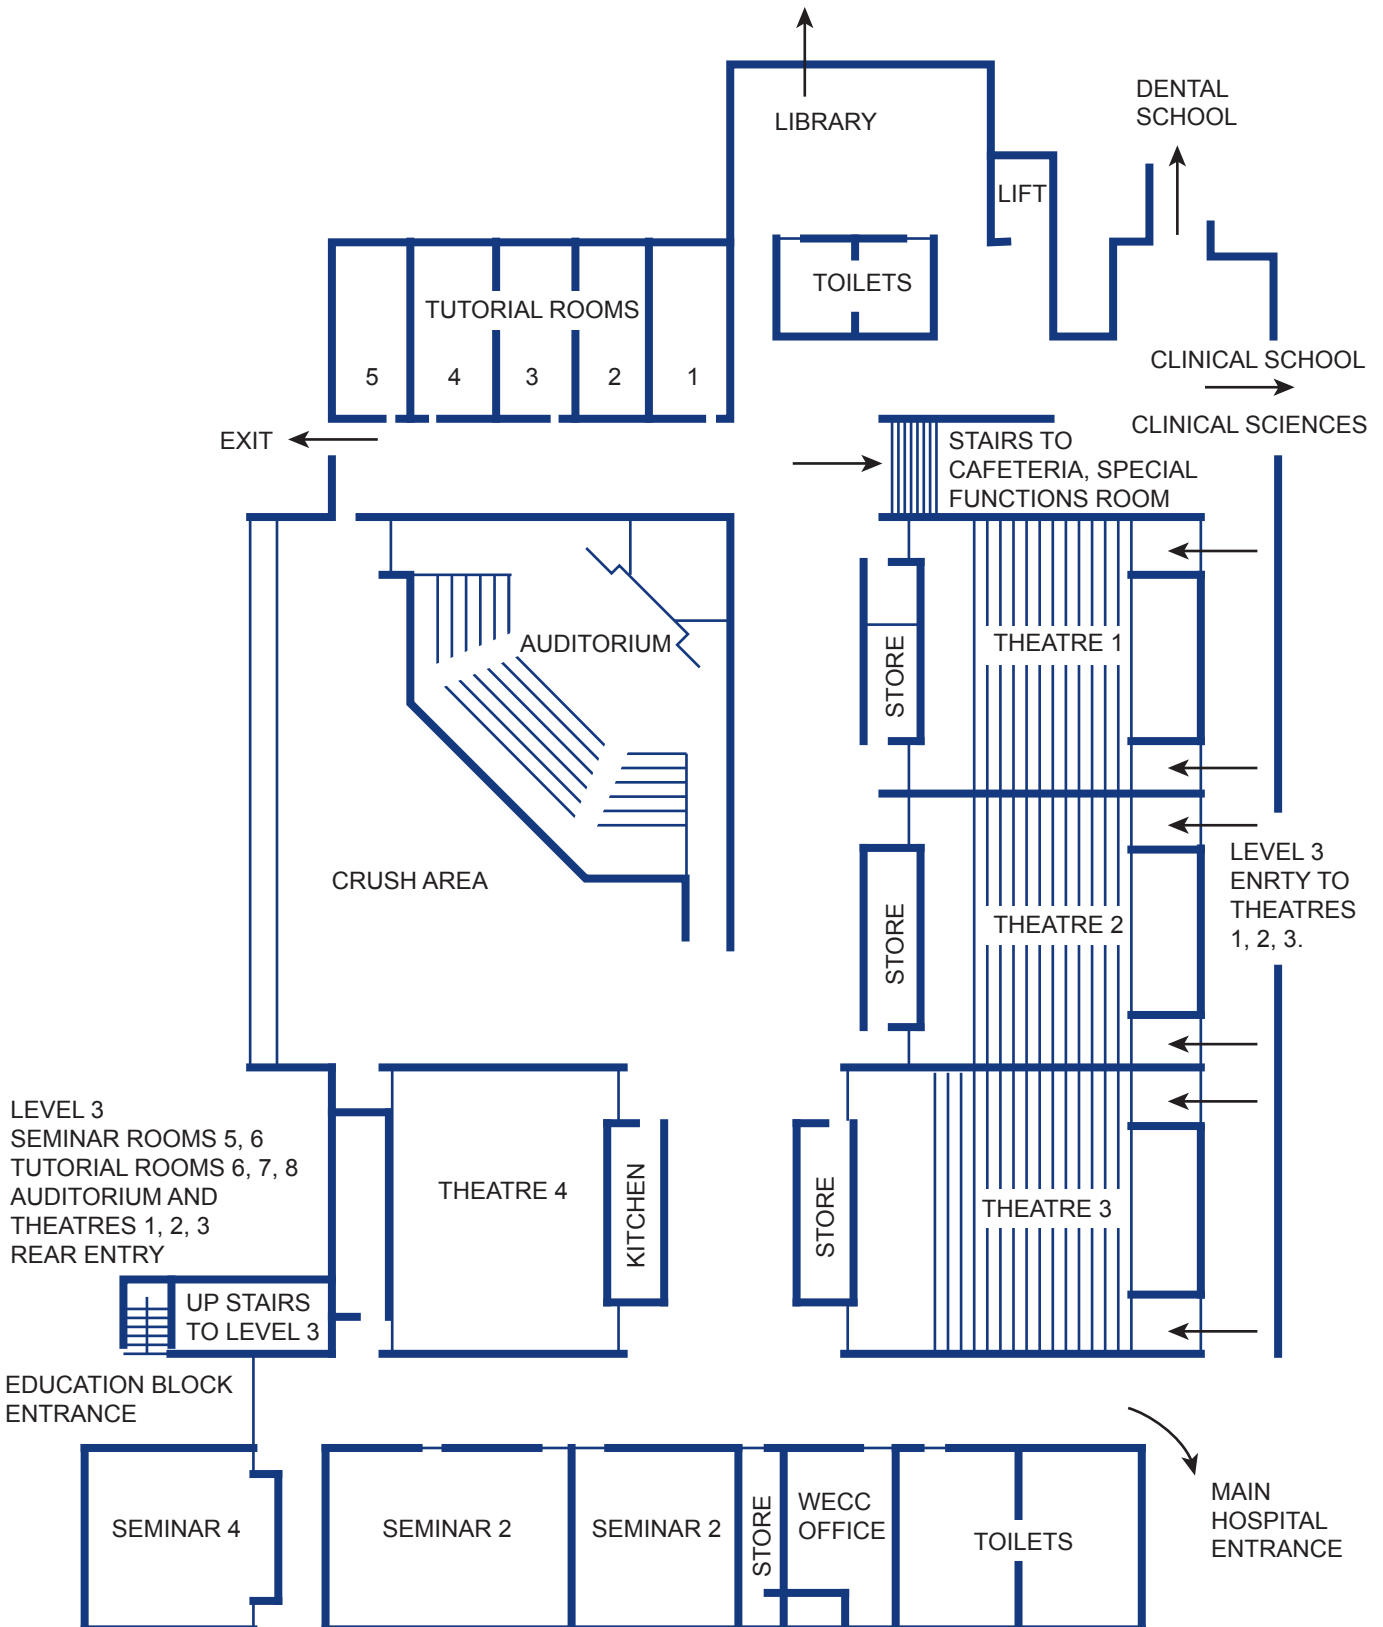 LIBRARY
DENTAL
SCHOOL
LIFT
TOILETS
TUTORIAL ROOMS
5
4
3
2
1
CLINICAL SCHOOL
CLINICAL SCIENCES
EXIT
STAIRS TO
CAFETERIA, SPECIAL
FUNCTIONS ROOM
AUDITORIUM
STORE
THEATRE 1
CRUSH AREA
STORE
THEATRE 2
LEVEL 3
ENRTY TO
THEATRES
1, 2, 3.
LEVEL 3
SEMINAR ROOMS 5, 6
TUTORIAL ROOMS 6, 7, 8
AUDITORIUM AND
THEATRES 1, 2, 3
REAR ENTRY
THEATRE 4
KITCHEN
STORE
THEATRE 3
UP STAIRS
TO LEVEL 3
EDUCATION BLOCK
ENTRANCE
SEMINAR 4
SEMINAR 2
SEMINAR 2
STORE
WECC
OFFICE
TOILETS
MAIN
HOSPITAL
ENTRANCE